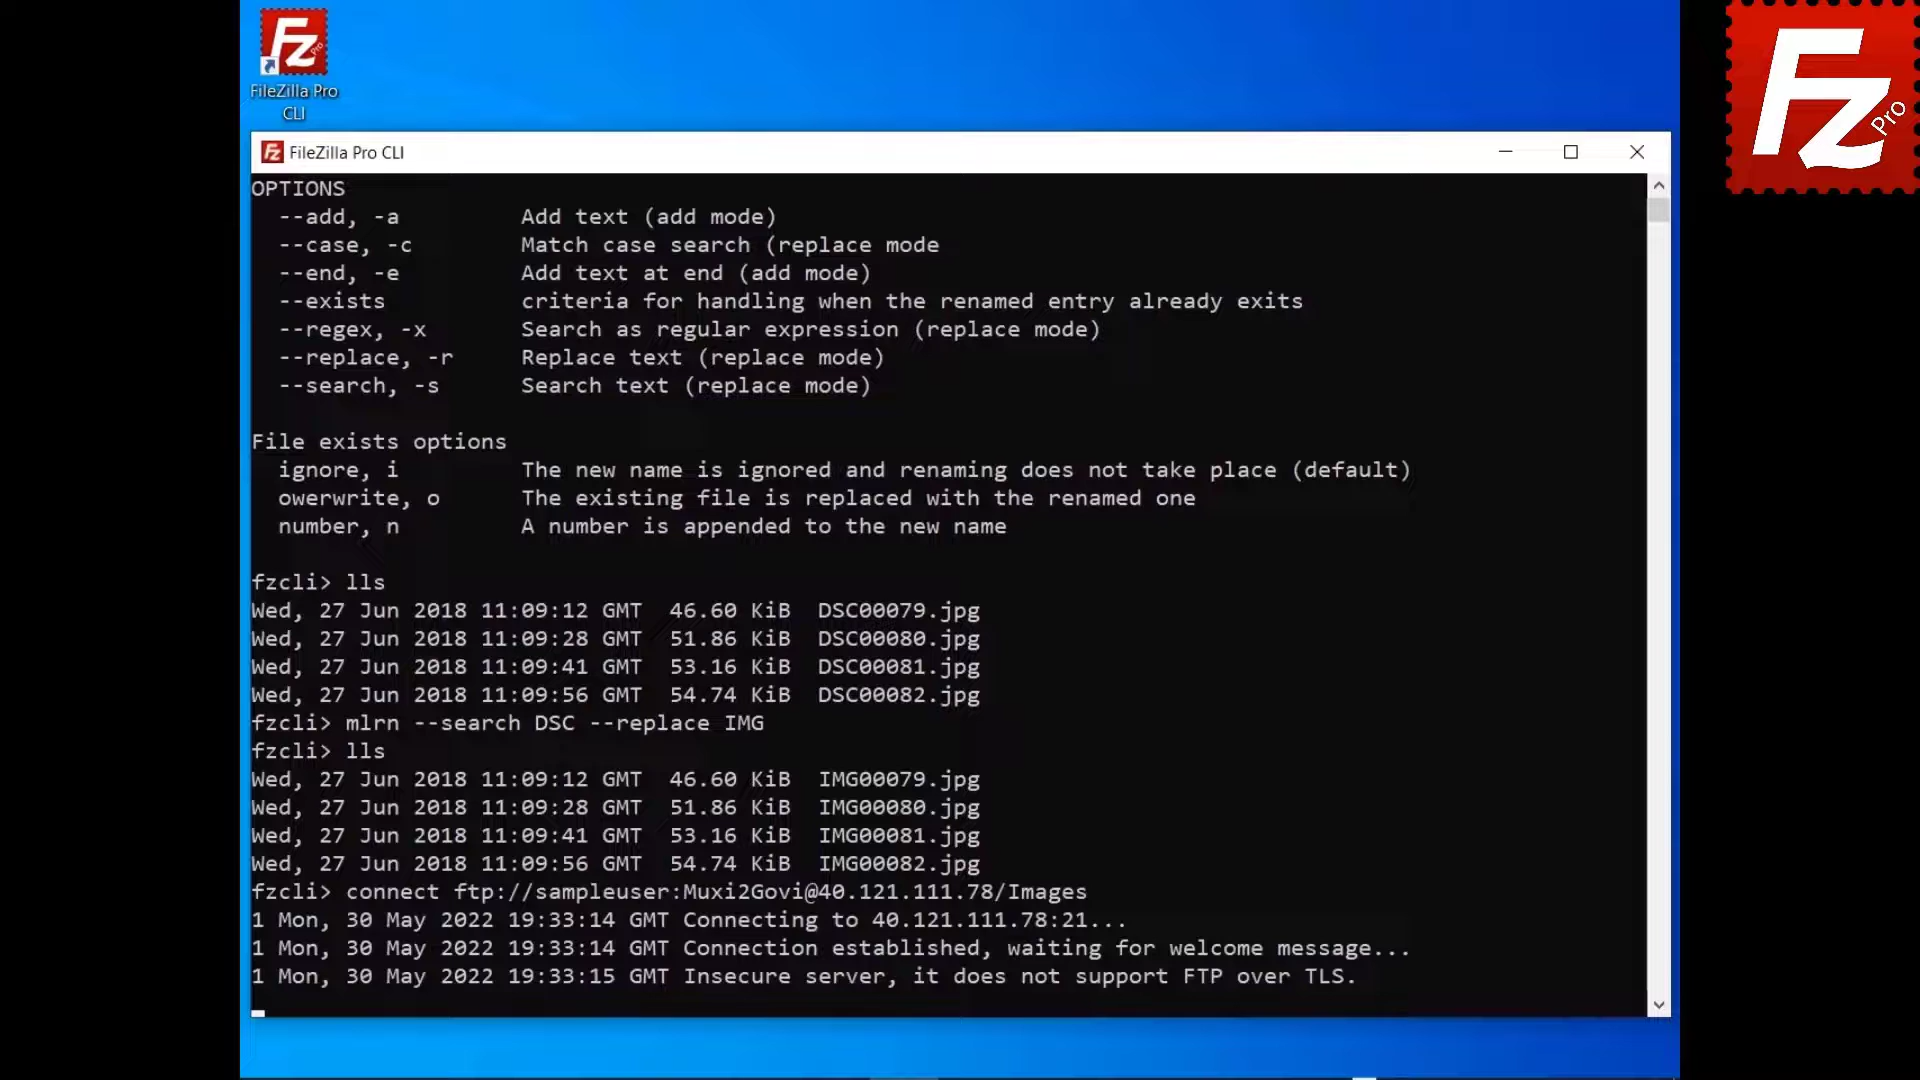 FileZilla Pro
CLI
FileZilla Pro CLI
OPTIONS
--add, -a Add text (add mode)
--case, -c Match case search (replace mode
--end, -e Add text at end (add mode)
--exists criteria for handling when the renamed entry already exits
--regex, -x Search as regular expression (replace mode)
--replace, -r Replace text (replace mode)
--search, -s Search text (replace mode)
File exists options
ignore, i The new name is ignored and renaming does not take place (default)
owerwrite, o The existing file is replaced with the renamed one
number, n A number is appended to the new name
fzcli> lls
Wed, 27 Jun 2018 11:09:12 GMT 46.60 KiB DSC00079.jpg
Wed, 27 Jun 2018 11:09:28 GMT 51.86 KiB DSC00080.jpg
Wed, 27 Jun 2018 11:09:41 GMT 53.16 KiB DSC00081.jpg
Wed, 27 Jun 2018 11:09:56 GMT 54.74 KiB DSC00082.jpg
fzcli> mlrn --search DSC --replace IMG
fzcli> lls
Wed, 27 Jun 2018 11:09:12 GMT 46.60 KiB IMG00079.jpg
Wed, 27 Jun 2018 11:09:28 GMT 51.86 KiB IMG00080.jpg
Wed, 27 Jun 2018 11:09:41 GMT 53.16 KiB IMG00081.jpg
Wed, 27 Jun 2018 11:09:56 GMT 54.74 KiB IMG00082.jpg
fzcli> connect ftp://sampleuser:Muxi2Govi@40.121.111.78/Images
1 Mon, 30 May 2022 19:33:14 GMT Connecting to 40.121.111.78:21...
1 Mon, 30 May 2022 19:33:14 GMT Connection established, waiting for welcome message...
1 Mon, 30 May 2022 19:33:15 GMT Insecure server, it does not support FTP over TLS.
Fz Pro